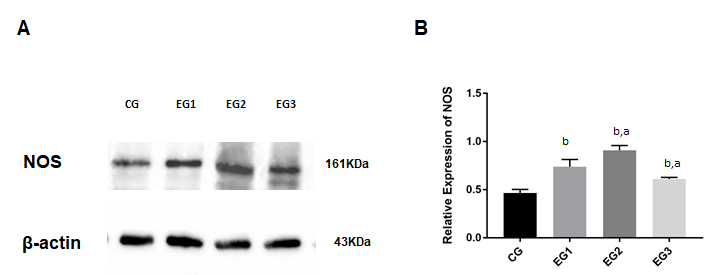 A
CG EG1 EG2 EG3
NOS 161KDa
β-actin 43KDa
B
Relative Expression of NOS
1.5
1.0
0.5
0.0
b
b,a
b,a
CG EG1 EG2 EG3